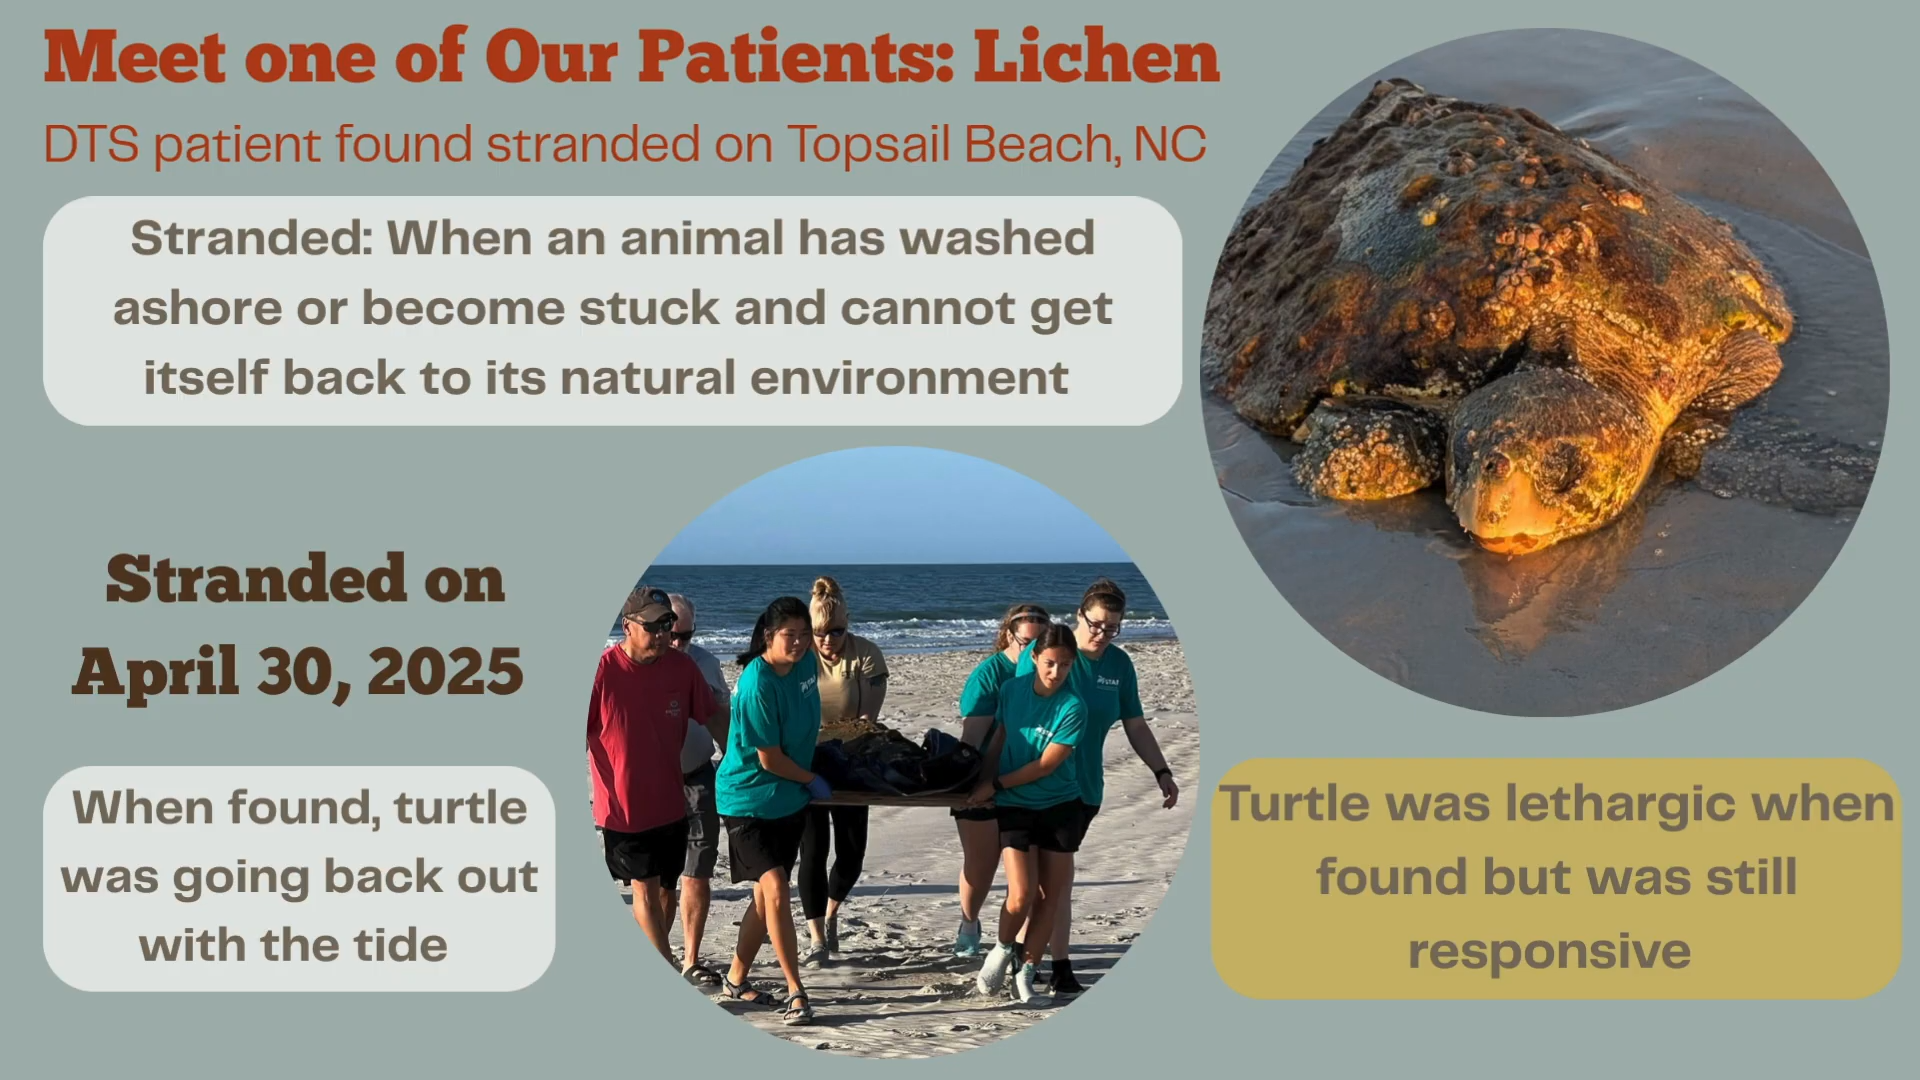 Meet one of Our Patients: Lichen
DTS patient found stranded on Topsail Beach, NC
Stranded: When an animal has washed
ashore or become stuck and cannot get
itself back to its natural environment
Stranded on
April 30, 2025
When found, turtle
was going back out
with the tide
Turtle was lethargic when
found but was still
responsive